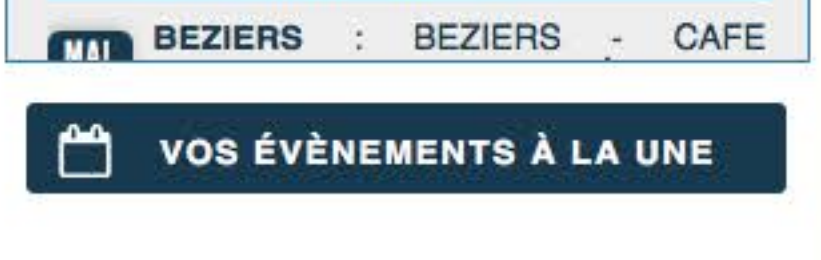 MAI BEZIERS : BEZIERS - CAFE
VOS ÉVÈNEMENTS À LA UNE